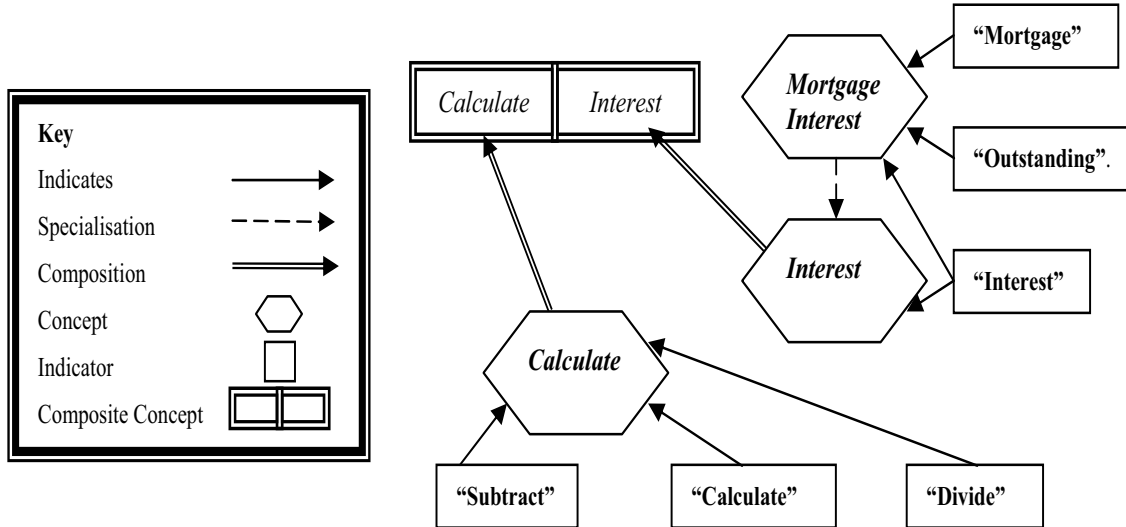 Key
Indicates
Specialisation
Composition
Concept
Indicator
Composite Concept
Calculate
Interest
Mortgage
Interest
“Mortgage”
“Outstanding”.
Interest
“Interest”
Calculate
“Subtract”
“Calculate”
“Divide”